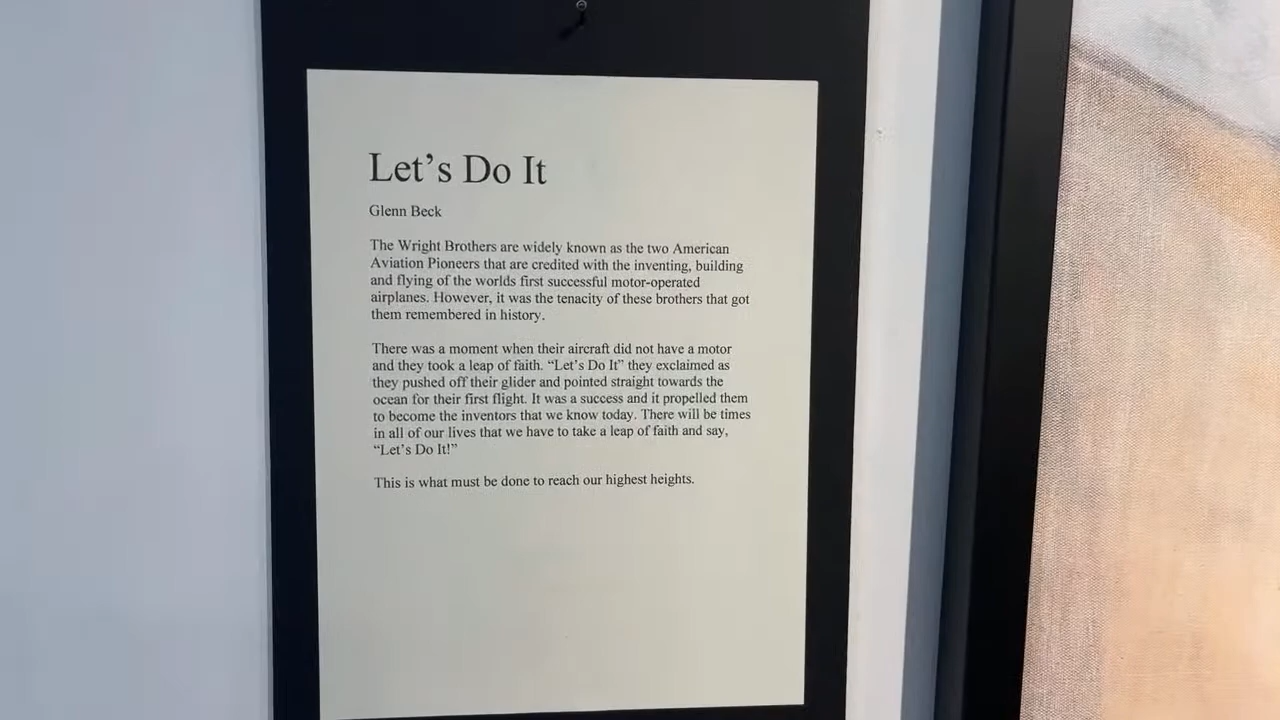 Let’s Do It
Glenn Beck
The Wright Brothers are widely known as the two American
Aviation Pioneers that are credited with the inventing, building
and flying of the worlds first successful motor-operated
airplanes. However, it was the tenacity of these brothers that got
them remembered in history.
There was a moment when their aircraft did not have a motor
and they took a leap of faith. “Let’s Do It” they exclaimed as
they pushed off their glider and pointed straight towards the
ocean for their first flight. It was a success and it propelled them
to become the inventors that we know today. There will be times
in all of our lives that we have to take a leap of faith and say,
“Let’s Do It!”
This is what must be done to reach our highest heights.